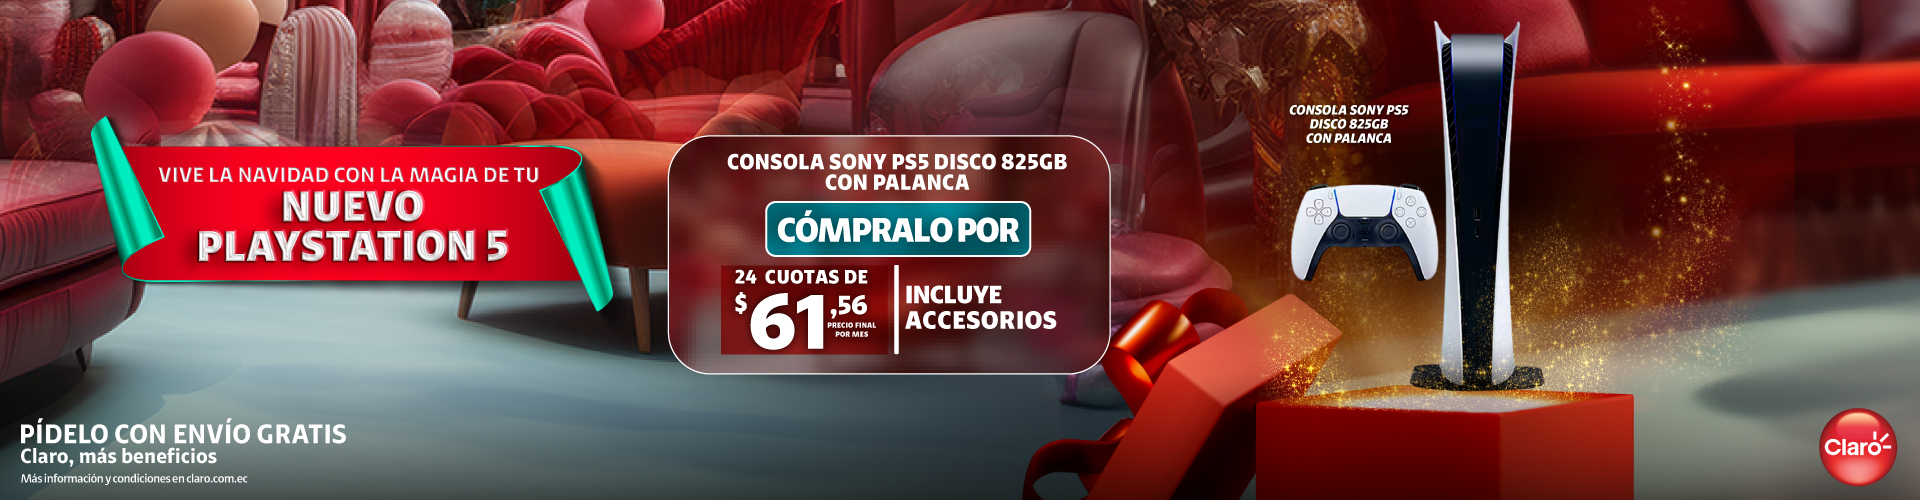 VIVE LA NAVIDAD CON LA MAGIA DE TU
NUEVO
PLAYSTATION 5
CONSOLA SONY PS5 DISCO 825GB
CON PALANCA
CÓMPRALO POR
24 CUOTAS DE
$61,56
PRECIO FINAL
POR MES
INCLUYE
ACCESORIOS
CONSOLA SONY PS5
DISCO 825GB
CON PALANCA
PÍDELO CON ENVÍO GRATIS
Claro, más beneficios
Más información y condiciones en claro.com.ec
Claro